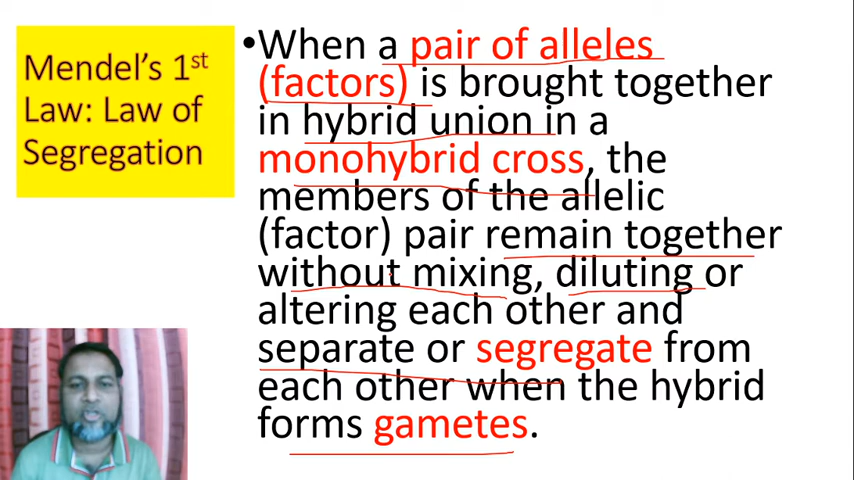 Mendel's 1st
Law: Law of
Segregation
•When a pair of alleles
(factors) is brought together
in hybrid union in a
monohybrid cross, the
members of the allelic
(factor) pair remain together
without mixing, diluting or
altering each other and
separate or segregate from
each other when the hybrid
forms gametes.